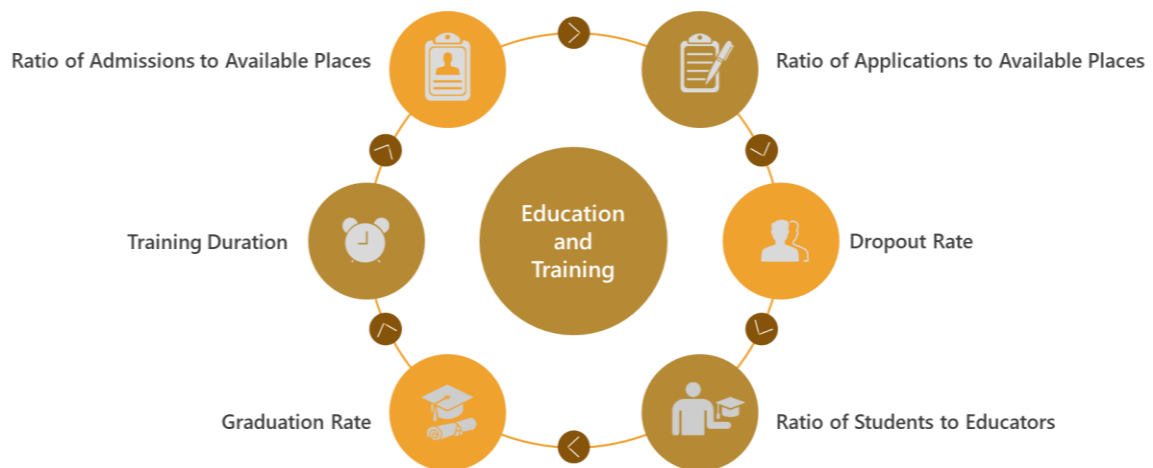 Ratio of Admissions to Available Places
Ratio of Applications to Available Places
Education
and
Training
Training Duration
Dropout Rate
Graduation Rate
Ratio of Students to Educators